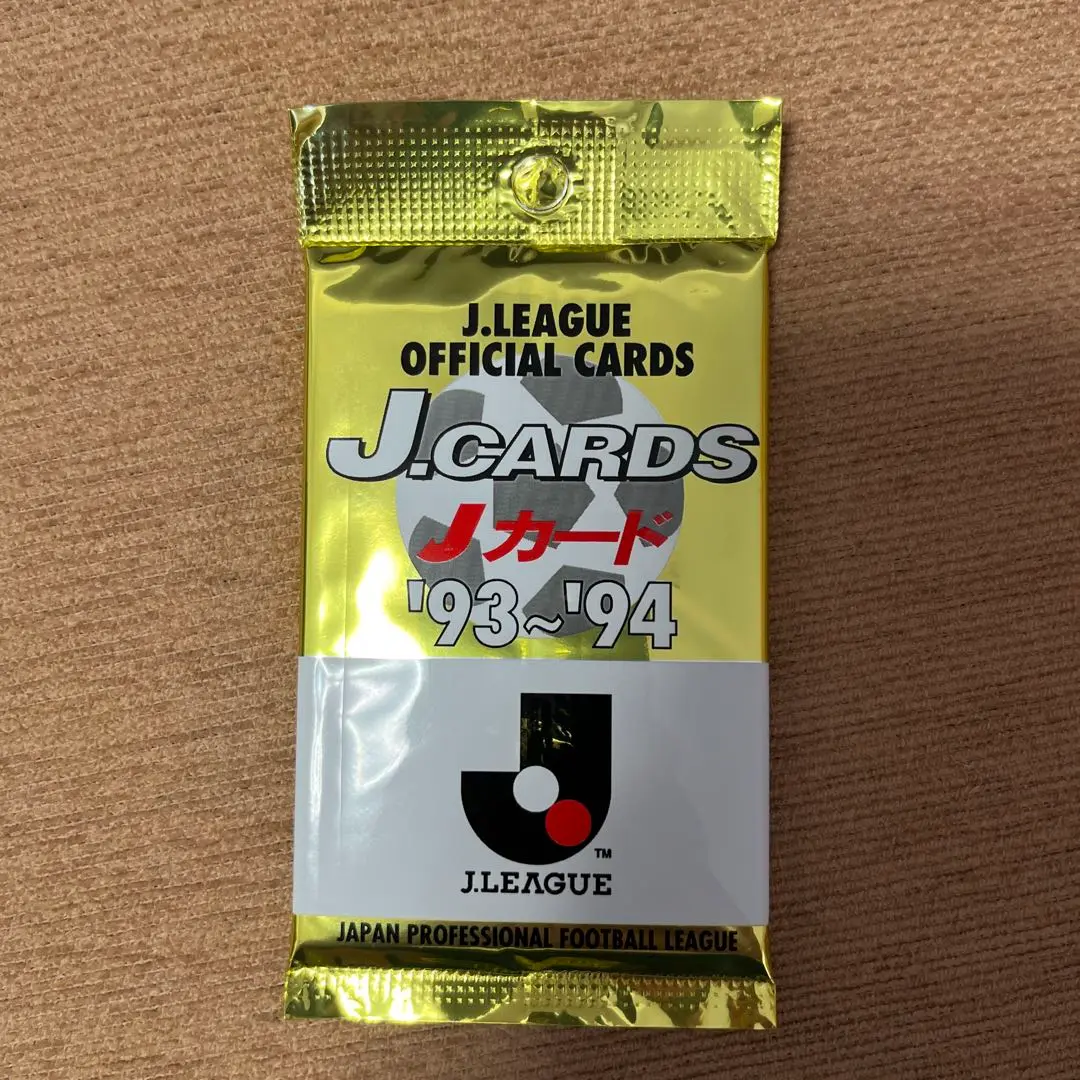 J.LEAGUE
OFFICIAL CARDS
J.CARDS
Jカード
'93~'94
TM
J.LEAGUE
JAPAN PROFESSIONAL FOOTBALL LEAGUE